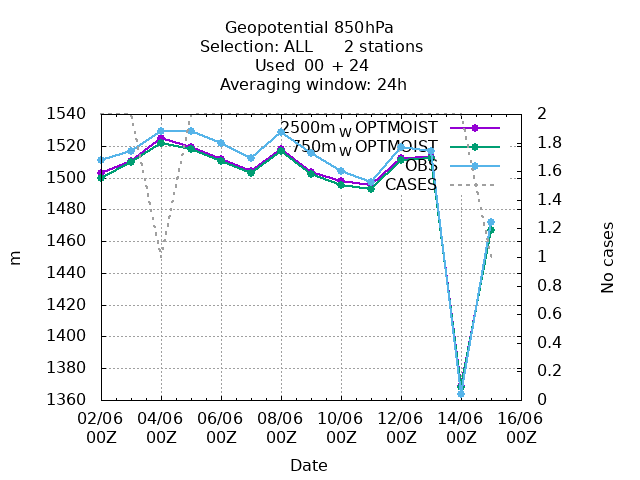 Geopotential 850hPa
Selection: ALL 2 stations
Used 00 + 24
Averaging window: 24h
1540
1520
1500
1480
1460
1440
1420
1400
1380
1360
m
2500m W OPTMOIST
750m W OPTMOIST
OBS
CASES
2
1.8
1.6
1.4
1.2
1
0.8
0.6
0.4
0.2
0
No cases
02/06 04/06 06/06 08/06 10/06 12/06 14/06 16/06
00Z 00Z 00Z 00Z 00Z 00Z 00Z 00Z
Date